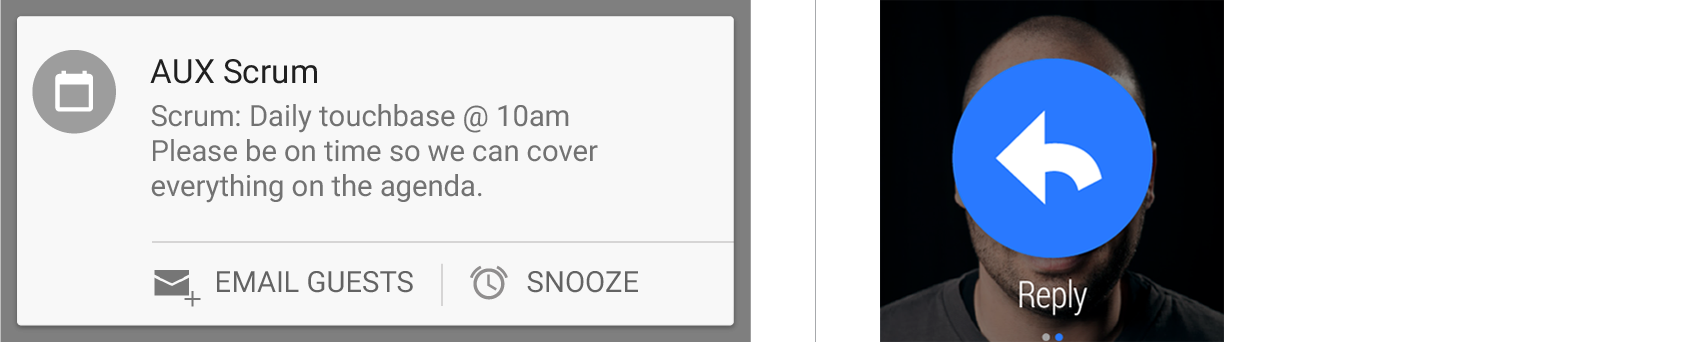 AUX Scrum
Scrum: Daily touchbase @ 10am
Please be on time so we can cover
everything on the agenda.
EMAIL GUESTS
SNOOZE
Reply